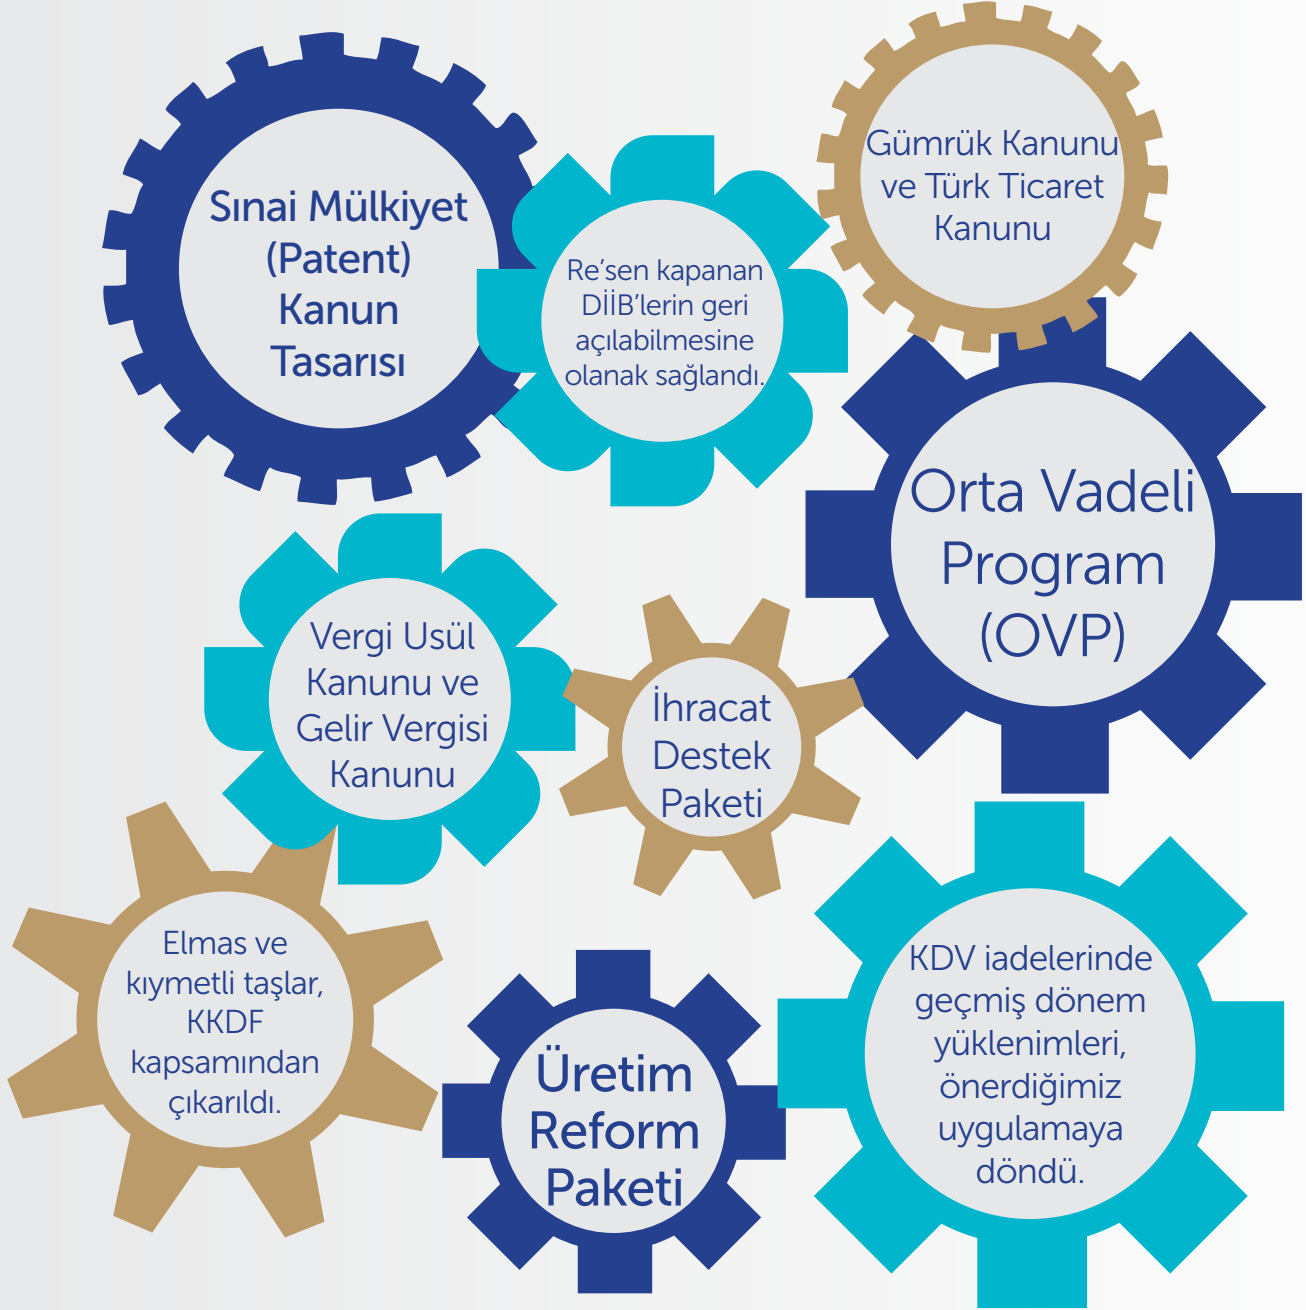 Sınai Mülkiyet
(Patent)
Kanun
Tasarısı
Re’sen kapanan
DİİB’lerin geri
açılabilmesine
olanak sağlandı.
Gümrük Kanunu
ve Türk Ticaret
Kanunu
Orta Vadeli
Program
(OVP)
Vergi Usül
Kanunu ve
Gelir Vergisi
Kanunu
İhracat
Destek
Paketi
Elmas ve
kıymetli taşlar,
KKDF
kapsamından
çıkarıldı.
Üretim
Reform
Paketi
KDV iadelerinde
geçmiş dönem
yüklenimleri,
önerdiğimiz
uygulamaya
döndü.